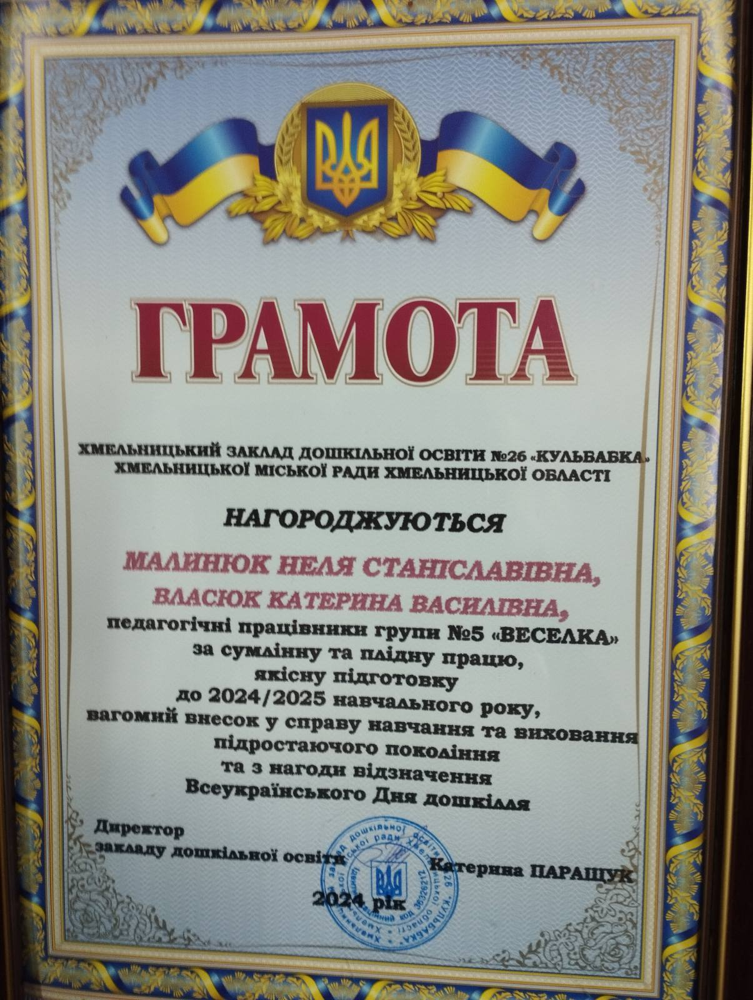 ГРАМОТА
ХМЕЛЬНИЦЬКИЙ ЗАКЛАД ДОШКІЛЬНОЇ ОСВІТИ №26 «КУЛЬБАБКА»
ХМЕЛЬНИЦЬКОЇ МІСЬКОЇ РАДИ ХМЕЛЬНИЦЬКОЇ ОБЛАСТІ
НАГОРОДЖУЮТЬСЯ
МАЛИНЮК НЕЛЯ СТАНІСЛАВІВНА,
ВЛАСЮК КАТЕРИНА ВАСИЛІВНА,
педагогічні працівники групи №5 «ВЕСЕЛКА»
за сумлінну та плідну працю,
якісну підготовку
до 2024/2025 навчального року,
вагомий внесок у справу навчання та виховання
підростаючого покоління
та з нагоди відзначення
Всеукраїнського Дня дошкілля
Директор
закладу дошкільної освіти
Катерина ПАРАЩУК
2024 рік
Хмельницький заклад дошкільної освіти №26 "КУЛЬБАБКА"
Хмельницької міської ради Хмельницької області
Ідентифікаційний код 36326212